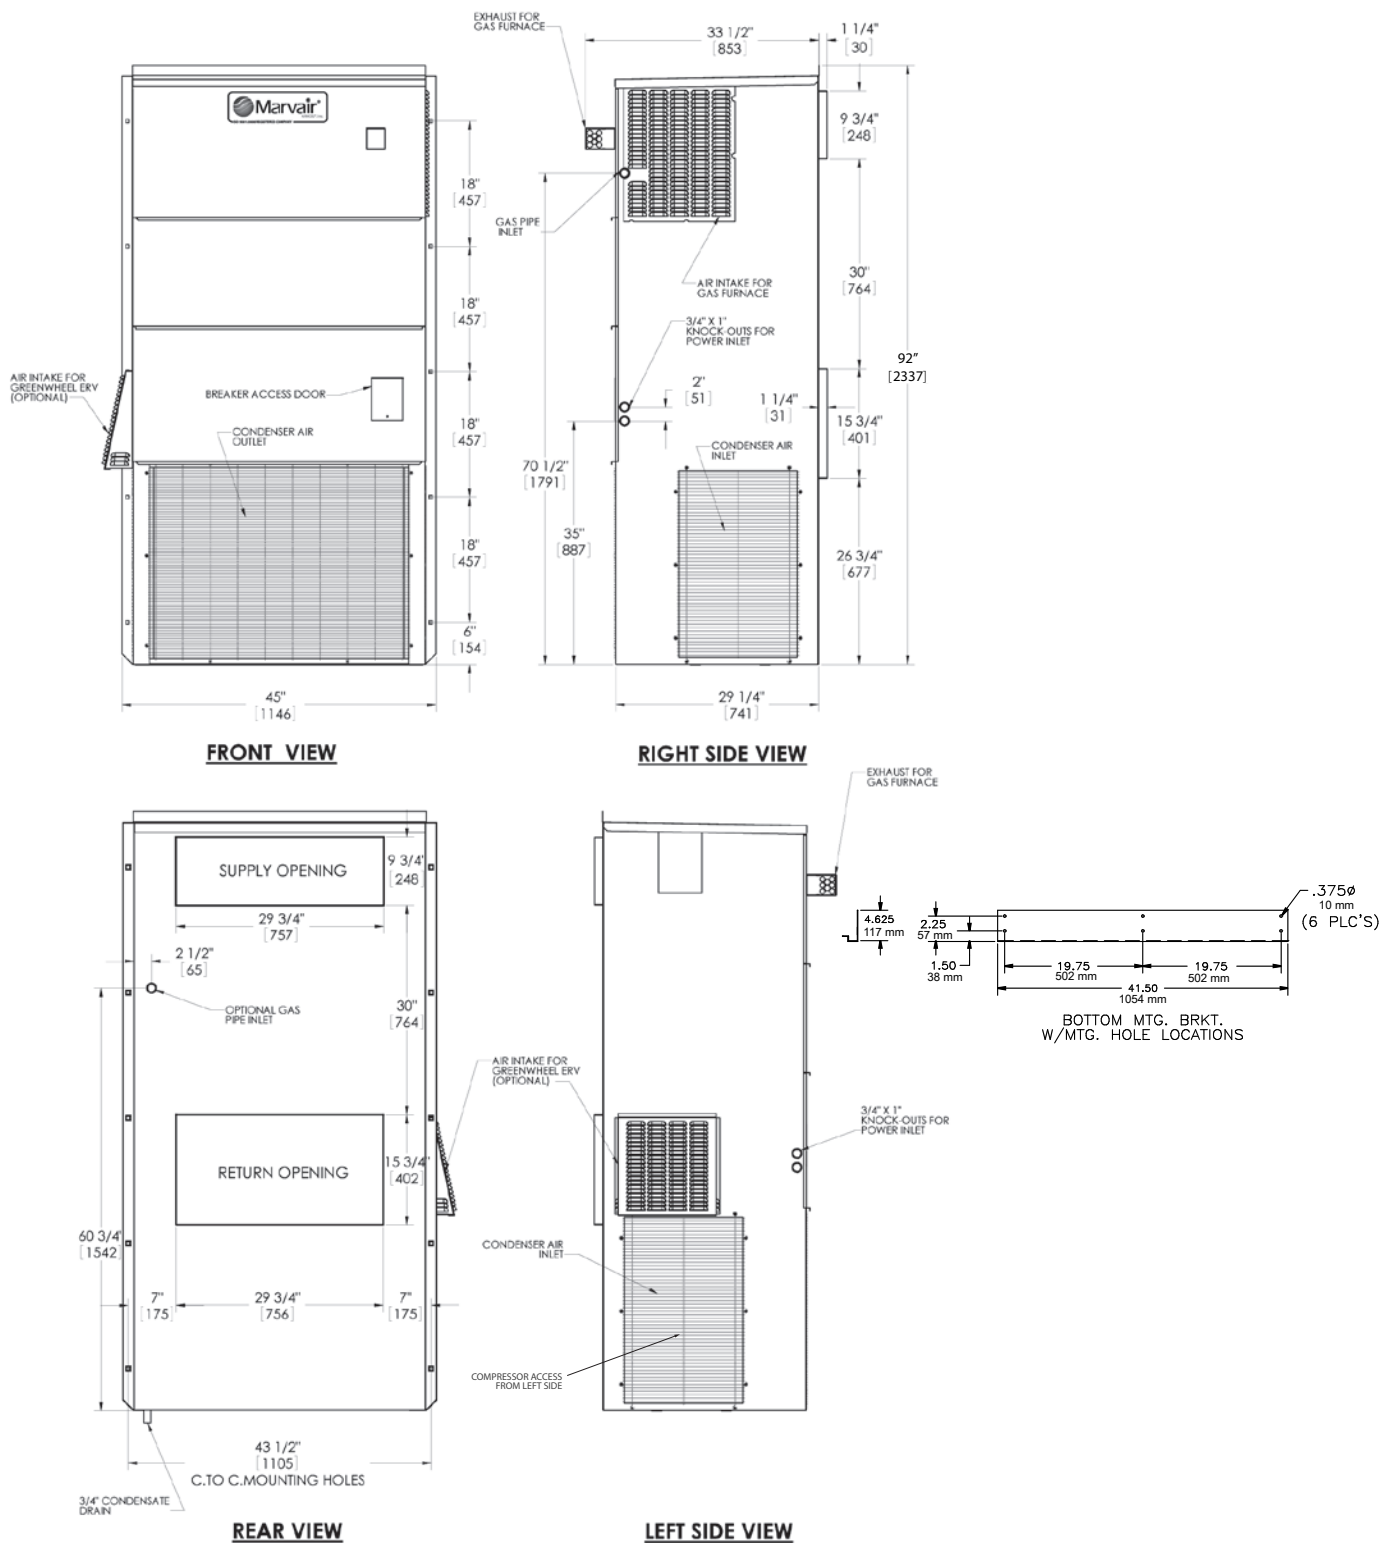 EXHAUST FOR
GAS FURNACE
33 1/2"
[853]
1 1/4"
[30]
Marvair®
9 3/4"
[248]
18"
[457]
GAS PIPE
INLET
AIR INTAKE FOR
GAS FURNACE
30"
[764]
18"
[457]
3/4" X 1"
KNOCK-OUTS FOR
POWER INLET
92"
[2337]
AIR INTAKE FOR
GREENWHEEL ERV
(OPTIONAL)
BREAKER ACCESS DOOR
2"
[51]
1 1/4"
[31]
15 3/4"
[401]
CONDENSER AIR
OUTLET
18"
[457]
CONDENSER AIR
INLET
70 1/2"
[1791]
35"
[887]
18"
[457]
26 3/4"
[677]
6"
[154]
45"
[1146]
29 1/4"
[741]
FRONT VIEW
RIGHT SIDE VIEW
EXHAUST FOR
GAS FURNACE
SUPPLY OPENING
9 3/4'
[248]
29 3/4"
[757]
2 1/2"
[65]
OPTIONAL GAS
PIPE INLET
30"
[764]
4.625
117 mm
2.25
57 mm
1.50
38 mm
.375ø
10 mm
(6 PLC'S)
19.75
502 mm
19.75
502 mm
41.50
1054 mm
BOTTOM MTG. BRKT.
W/MTG. HOLE LOCATIONS
AIR INTAKE FOR
GREENWHEEL ERV
(OPTIONAL)
3/4" X 1"
KNOCK-OUTS FOR
POWER INLET
RETURN OPENING
15 3/4"
[402]
60 3/4'
[1542]
CONDENSER AIR
INLET
7"
[175]
29 3/4"
[756]
7"
[175]
COMPRESSOR ACCESS
FROM LEFT SIDE
43 1/2"
[1105]
C.TO C.MOUNTING HOLES
3/4" CONDENSATE
DRAIN
REAR VIEW
LEFT SIDE VIEW